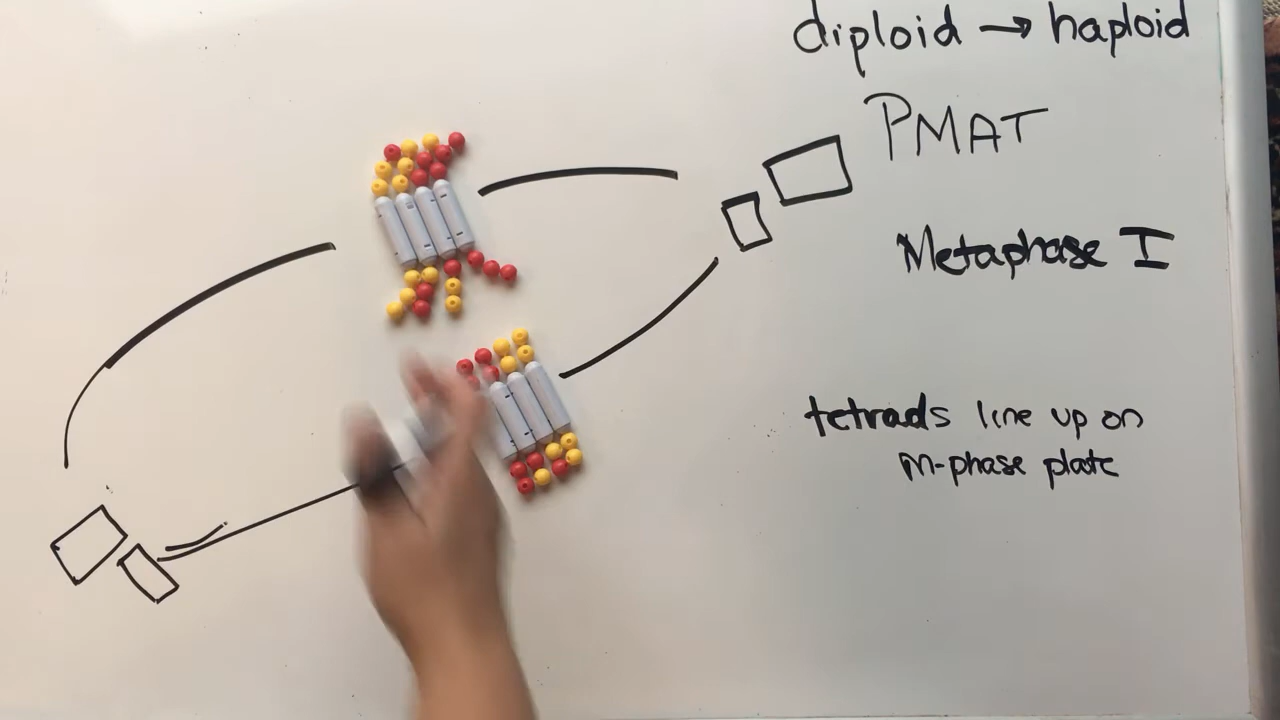 diploid → haploid
PMAT
Metaphase I
tetrads line up on
m-phase plate